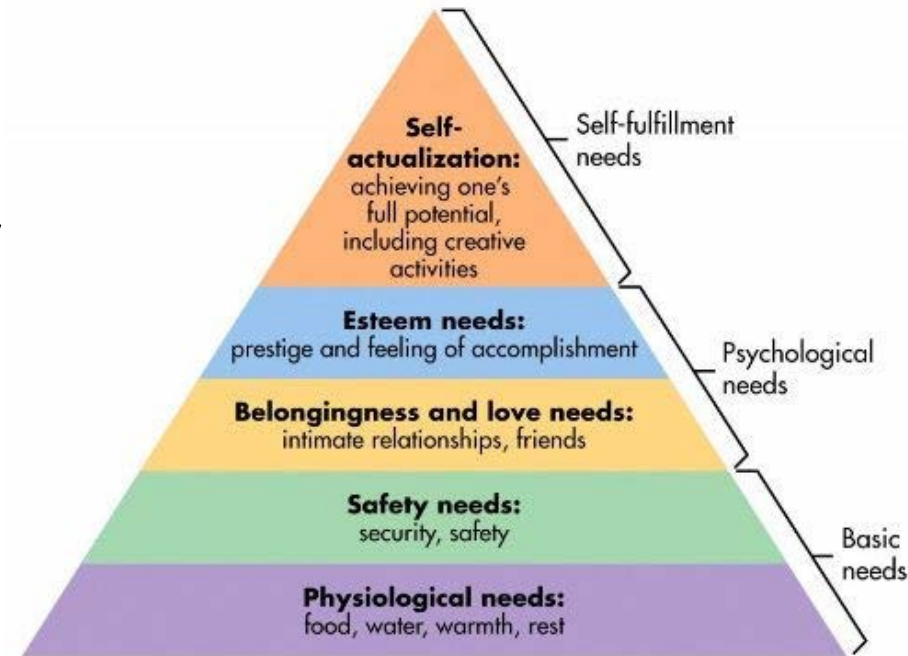 Self-
actualization:
achieving one's
full potential,
including creative
activities
Self-fulfillment
needs
Esteem needs:
prestige and feeling of accomplishment
Psychological
needs
Belongingness and love needs:
intimate relationships, friends
Safety needs:
security, safety
Basic
needs
Physiological needs:
food, water, warmth, rest